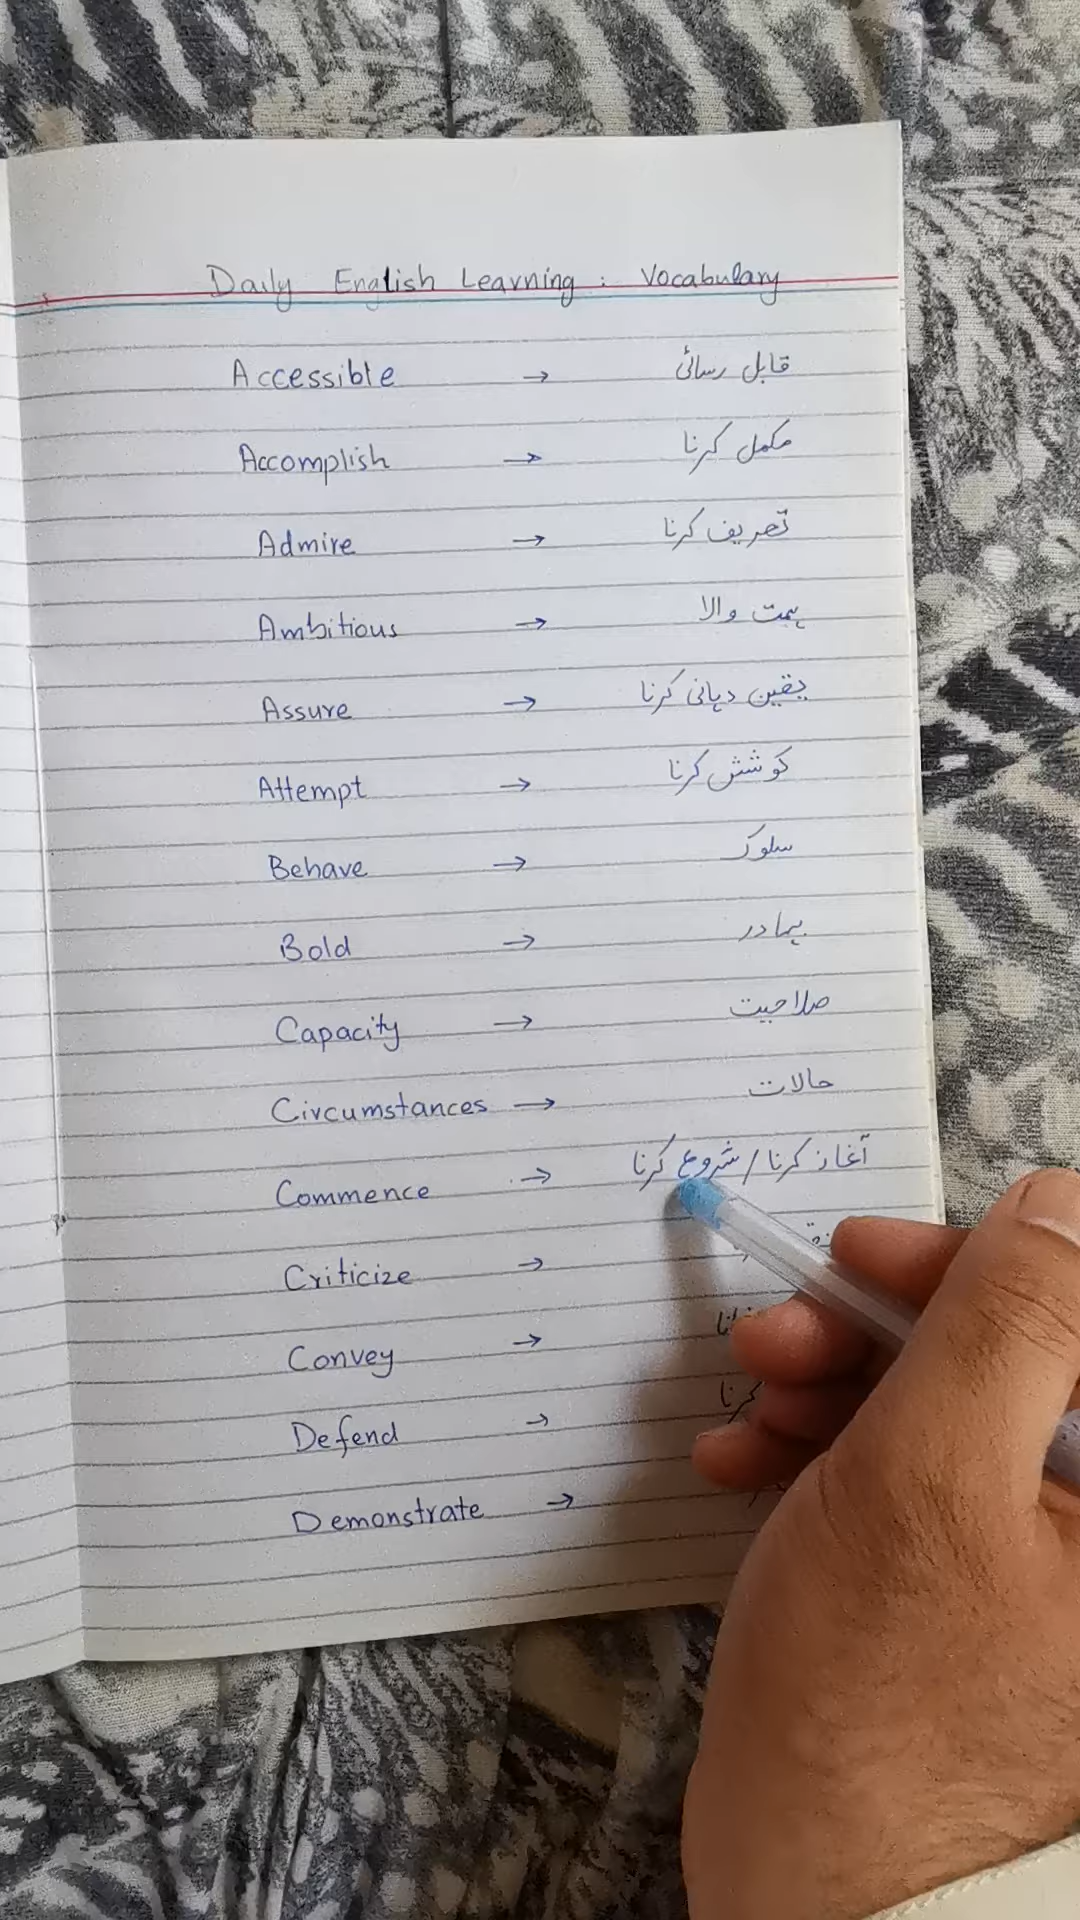 Daily English Learning : Vocabulary
Accessible → قابل رسائی
Accomplish → مکمل کرنا
Admire → تعریف کرنا
Ambitious → ہمت والا
Assure → یقین دہانی کرنا
Attempt → کوشش کرنا
Behave → سلوک
Bold → بہادر
Capacity → صلاحیت
Circumstances → حالات
Commence → آغاز کرنا / شروع کرنا
Criticize →
Convey →
Defend → کرنا
Demonstrate →